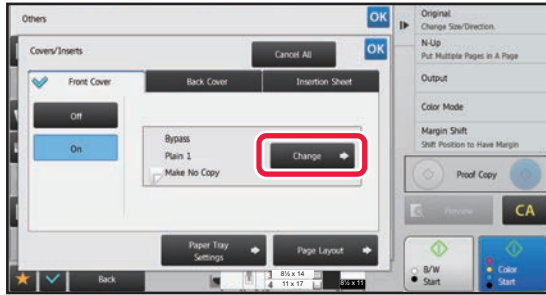 Others
OK
Covers/Inserts
Cancel All
OK
Front Cover
Back Cover
Insertion Sheet
Off
On
Bypass
Plain 1
Make No Copy
Change
Paper Tray
Settings
Page Layout
Back
8½ x 14
4
11 x 17
8½ x 11
Original
Change Size/Direction.
N-Up
Put Multiple Pages in A Page
Output
Color Mode
Margin Shift
Shift Position to Have Margin
Proof Copy
Preview
CA
B/W
Start
Color
Start